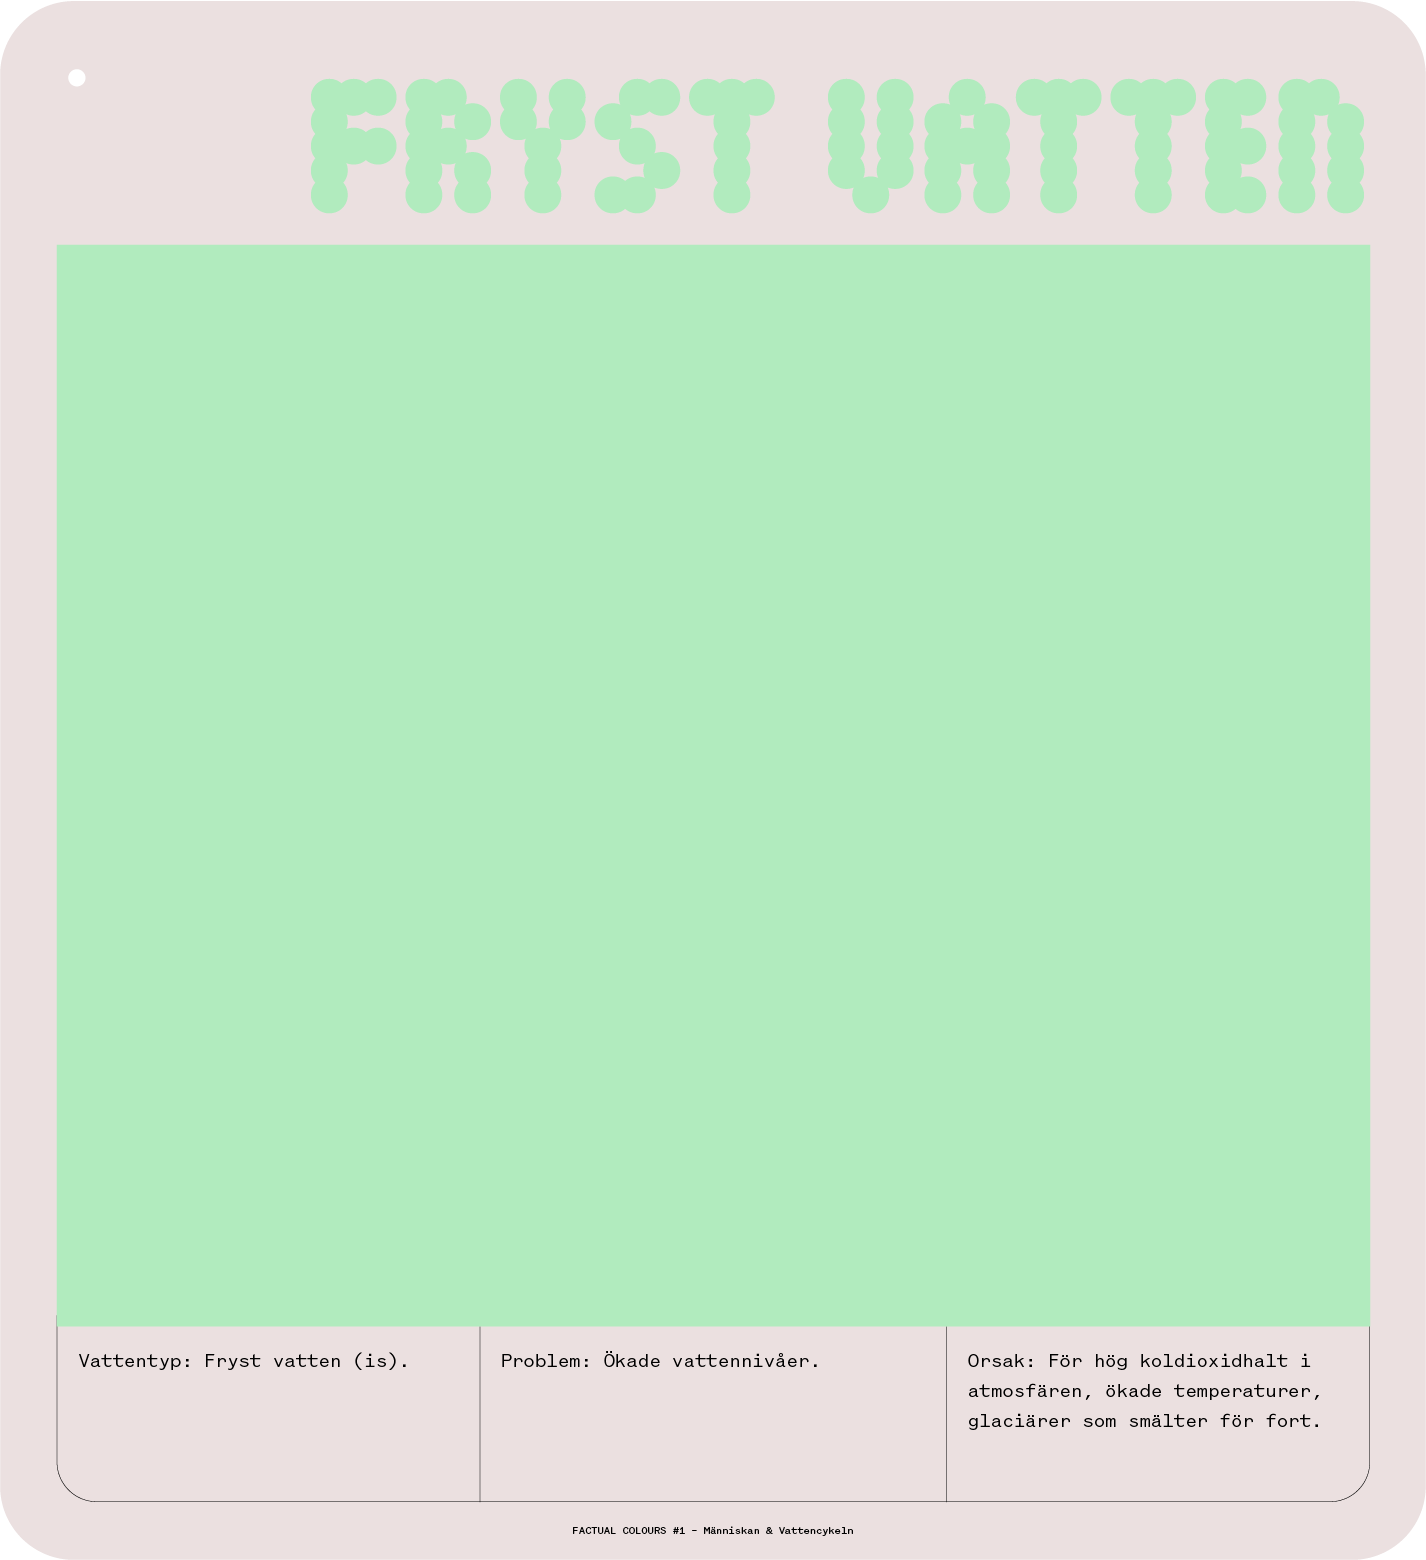 FRYST VATTEN
Vattentyp: Fryst vatten (is).
Problem: Ökade vattennivåer.
Orsak: För hög koldioxidhalt i
atmosfären, ökade temperaturer,
glaciärer som smälter för fort.
FACTUAL COLOURS #1 – Människan & Vattencykeln